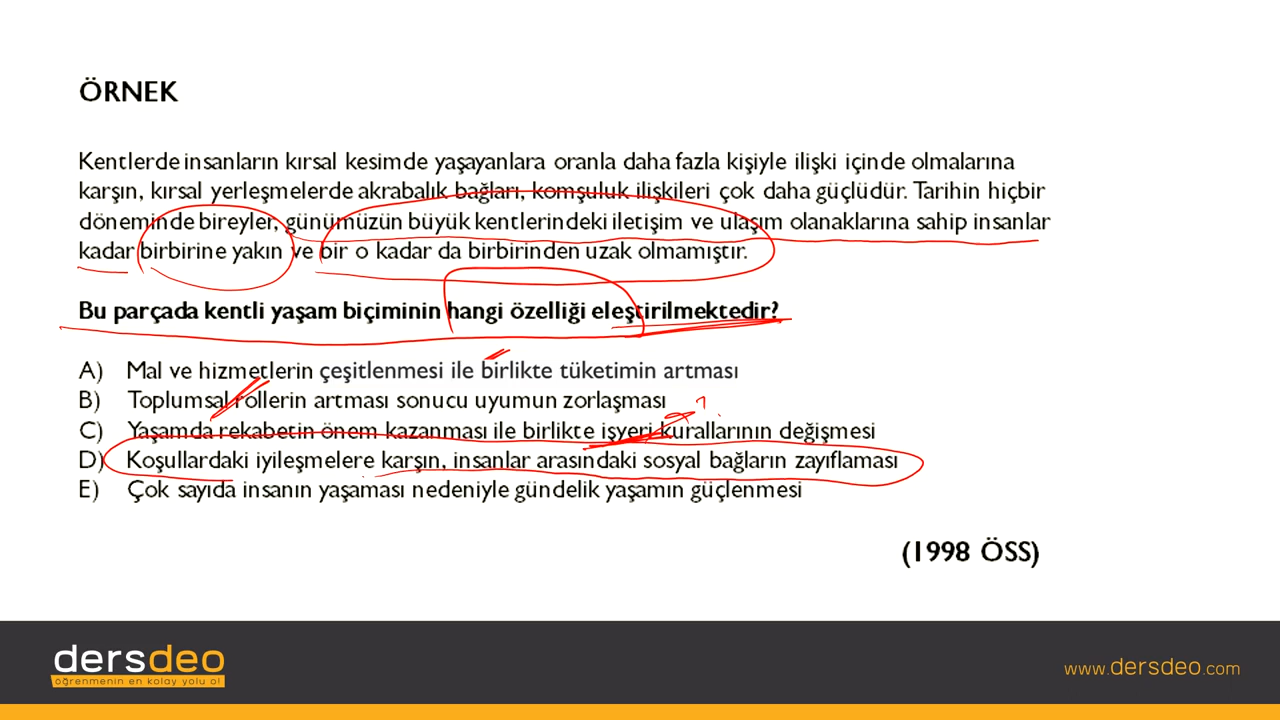 ÖRNEK
Kentlerde insanların kırsal kesimde yaşayanlara oranla daha fazla kişiyle ilişki içinde olmalarına
karşın, kırsal yerleşmelerde akrabalık bağları, komşuluk ilişkileri çok daha güçlüdür. Tarihin hiçbir
döneminde bireyler, günümüzün büyük kentlerindeki iletişim ve ulaşım olanaklarına sahip insanlar
kadar birbirine yakın ve bir o kadar da birbirinden uzak olmamıştır.
Bu parçada kentli yaşam biçiminin hangi özelliği eleştirilmektedir?
A) Mal ve hizmetlerin çeşitlenmesi ile birlikte tüketimin artması
B) Toplumsal rollerin artması sonucu uyumun zorlaşması
C) Yaşamda rekabetin önem kazanması ile birlikte işyeri kurallarının değişmesi
D) Koşullardaki iyileşmelere karşın, insanlar arasındaki sosyal bağların zayıflaması
E) Çok sayıda insanın yaşaması nedeniyle gündelik yaşamın güçlenmesi
(1998 ÖSS)
dersdeo
öğrenmenin en kolay yolu o!
www.dersdeo.com